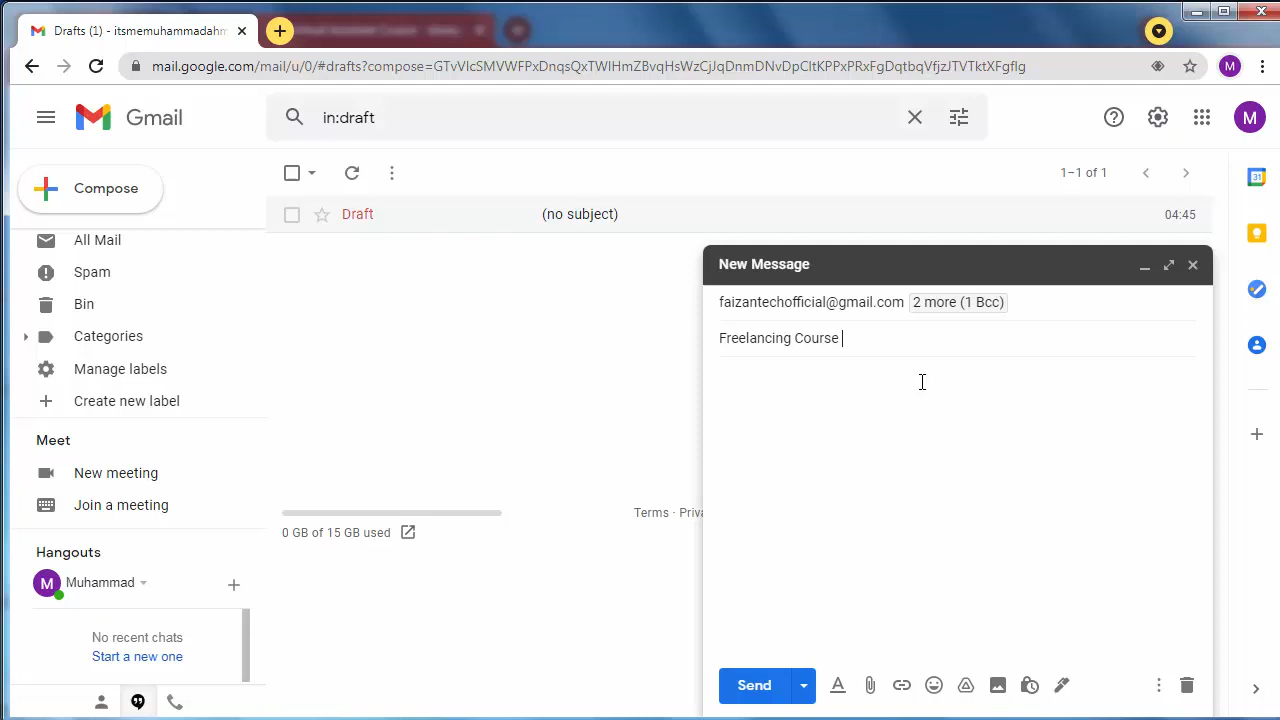 Drafts (1) - itsmemuhammadahm
mail.google.com/mail/u/0/#drafts?compose=
Gmail
in:draft
M
M
Compose
1–1 of 1
Draft (no subject) 04:45
All Mail
Spam
Bin
Categories
Manage labels
Create new label
Meet
New meeting
Join a meeting
Hangouts
M Muhammad
No recent chats
Start a new one
0 GB of 15 GB used
Terms · Priva
New Message
faizantechofficial@gmail.com 2 more (1 Bcc)
Freelancing Course
Send
31